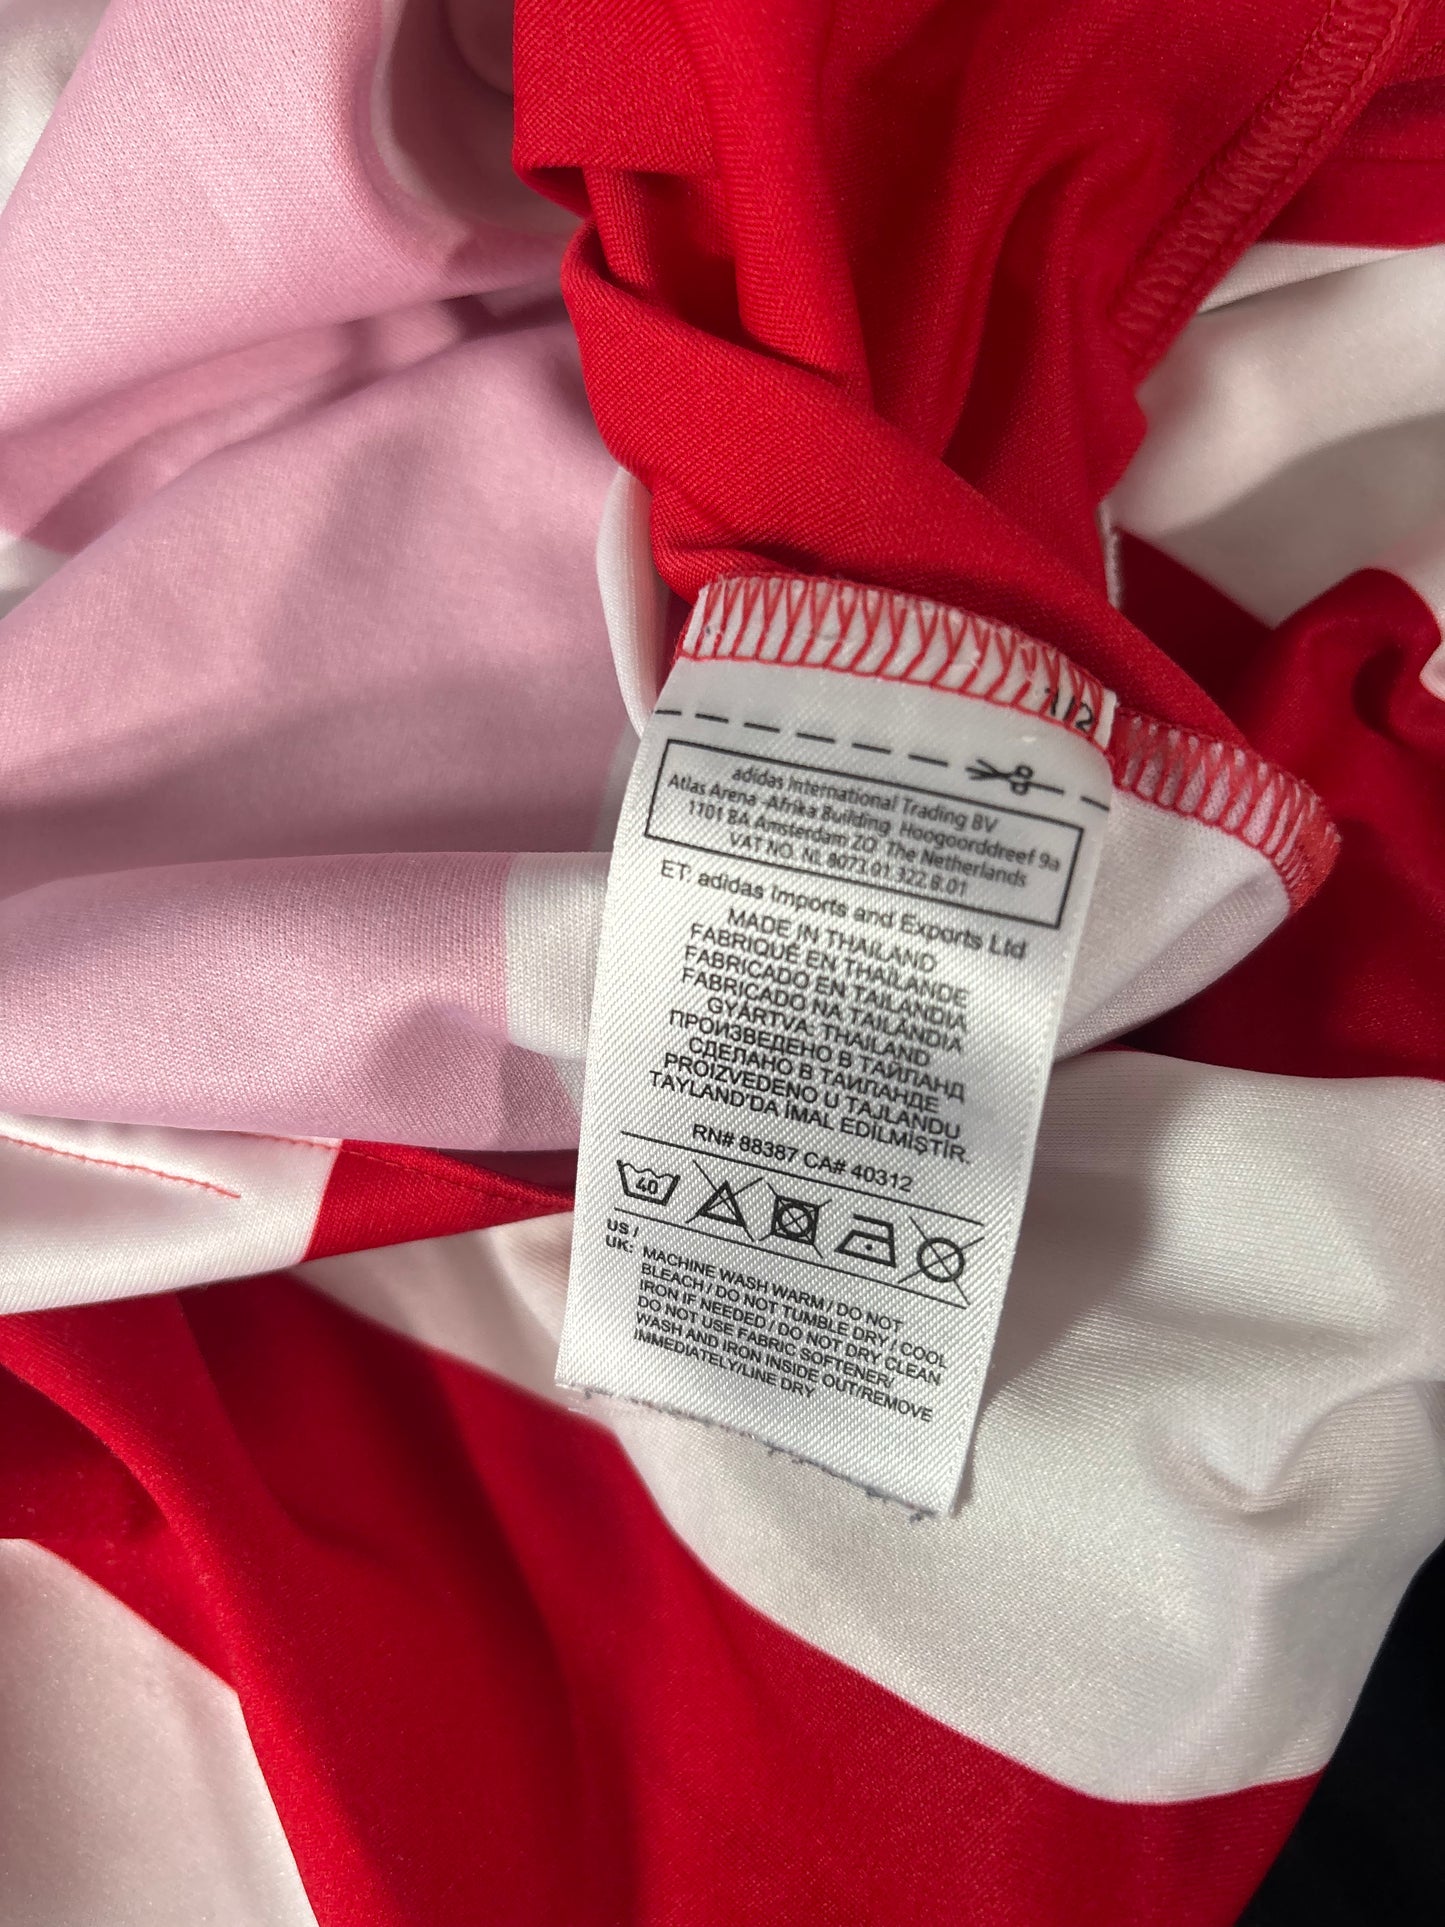 1/2
adidas International Trading BV
Atlas Arena -Afrika Building, Hoogoorddreef 9a
1101 BA Amsterdam ZO. The Netherlands
VAT NO. NL 8073.01.322.B.01
ET: adidas Imports and Exports Ltd
MADE IN THAILAND
FABRIQUÉ EN THAÏLANDE
FABRICADO EN TAILANDIA
FABRICADO NA TAILÂNDIA
GYÁRTVA: THAILAND
ПРОИЗВЕДЕНО В ТАЙЛАНД
СДЕЛАНО В ТАИЛАНДЕ
PROIZVEDENO U TAJLANDU
TAYLAND'DA İMAL EDİLMİŞTİR.
RN# 88387 CA# 40312
40
US /
UK: MACHINE WASH WARM / DO NOT
BLEACH / DO NOT TUMBLE DRY / COOL
IRON IF NEEDED / DO NOT DRY CLEAN
DO NOT USE FABRIC SOFTENER/
WASH AND IRON INSIDE OUT/REMOVE
IMMEDIATELY/LINE DRY